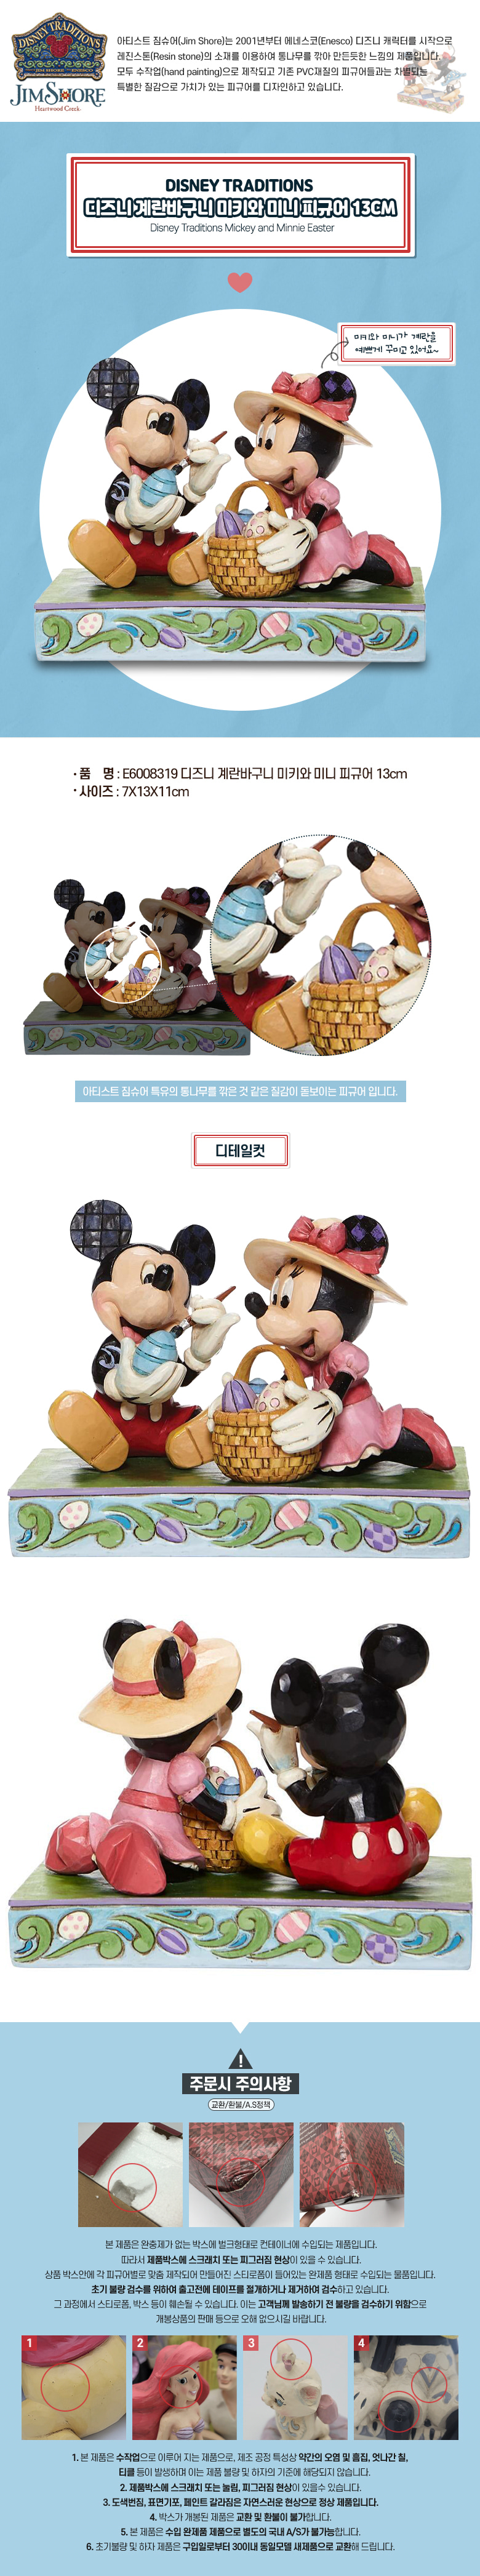 DISNEY TRADITIONS
JIM SHORE
Heartwood Creek
아티스트 짐슈어(Jim Shore)는 2001년부터 에네스코(Enesco) 디즈니 캐릭터를 시작으로
레진스톤(Resin stone)의 소재를 이용하여 통나무를 깎아 만든듯한 느낌의 제품입니다.
모두 수작업(hand painting)으로 제작되고 기존 PVC재질의 피규어들과는 차별되는
특별한 질감으로 가치가 있는 피규어를 디자인하고 있습니다.
DISNEY TRADITIONS
디즈니 계란바구니 미키와 미니 피규어 13CM
Disney Traditions Mickey and Minnie Easter
미키와 미니가 계란을
예쁘게 꾸미고 있어요~
· 품 명 : E6008319 디즈니 계란바구니 미키와 미니 피규어 13cm
· 사이즈 : 7X13X11cm
아티스트 짐슈어 특유의 통나무를 깎은 것 같은 질감이 돋보이는 피규어 입니다.
디테일컷
주문시 주의사항
교환/환불/A.S정책
본 제품은 완충제가 없는 박스에 벌크형태로 컨테이너에 수입되는 제품입니다.
따라서 제품박스에 스크래치 또는 찌그러짐 현상이 있을 수 있습니다.
상품 박스안에 각 피규어별로 맞춤 제작되어 만들어진 스티로폼이 들어있는 완제품 형태로 수입되는 물품입니다.
초기 불량 검수를 위하여 출고전에 테이프를 절개하거나 제거하여 검수하고 있습니다.
그 과정에서 스티로폼, 박스 등이 훼손될 수 있습니다. 이는 고객님께 발송하기 전 불량을 검수하기 위함으로
개봉상품의 판매 등으로 오해 없으시길 바랍니다.
1
2
3
4
1. 본 제품은 수작업으로 이루어 지는 제품으로, 제조 공정 특성상 약간의 오염 및 흠집, 엇나간 칠,
티클 등이 발생하며 이는 제품 불량 및 하자의 기준에 해당되지 않습니다.
2. 제품박스에 스크래치 또는 눌림, 찌그러짐 현상이 있을수 있습니다.
3. 도색번짐, 표면기포, 페인트 갈라짐은 자연스러운 현상으로 정상 제품입니다.
4. 박스가 개봉된 제품은 교환 및 환불이 불가합니다.
5. 본 제품은 수입 완제품 제품으로 별도의 국내 A/S가 불가능합니다.
6. 초기불량 및 하자 제품은 구입일로부터 30이내 동일모델 새제품으로 교환해 드립니다.